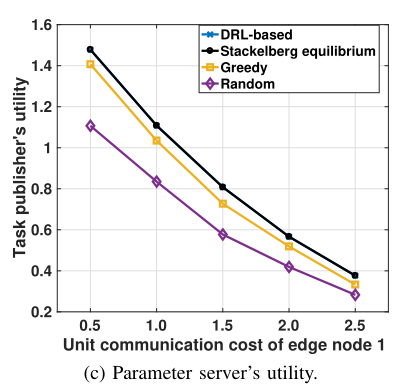 1.6
1.4
1.2
1
0.8
0.6
0.4
0.2
Task publisher's utility
DRL-based
Stackelberg equilibrium
Greedy
Random
0.5 1.0 1.5 2.0 2.5
Unit communication cost of edge node 1
(c) Parameter server's utility.